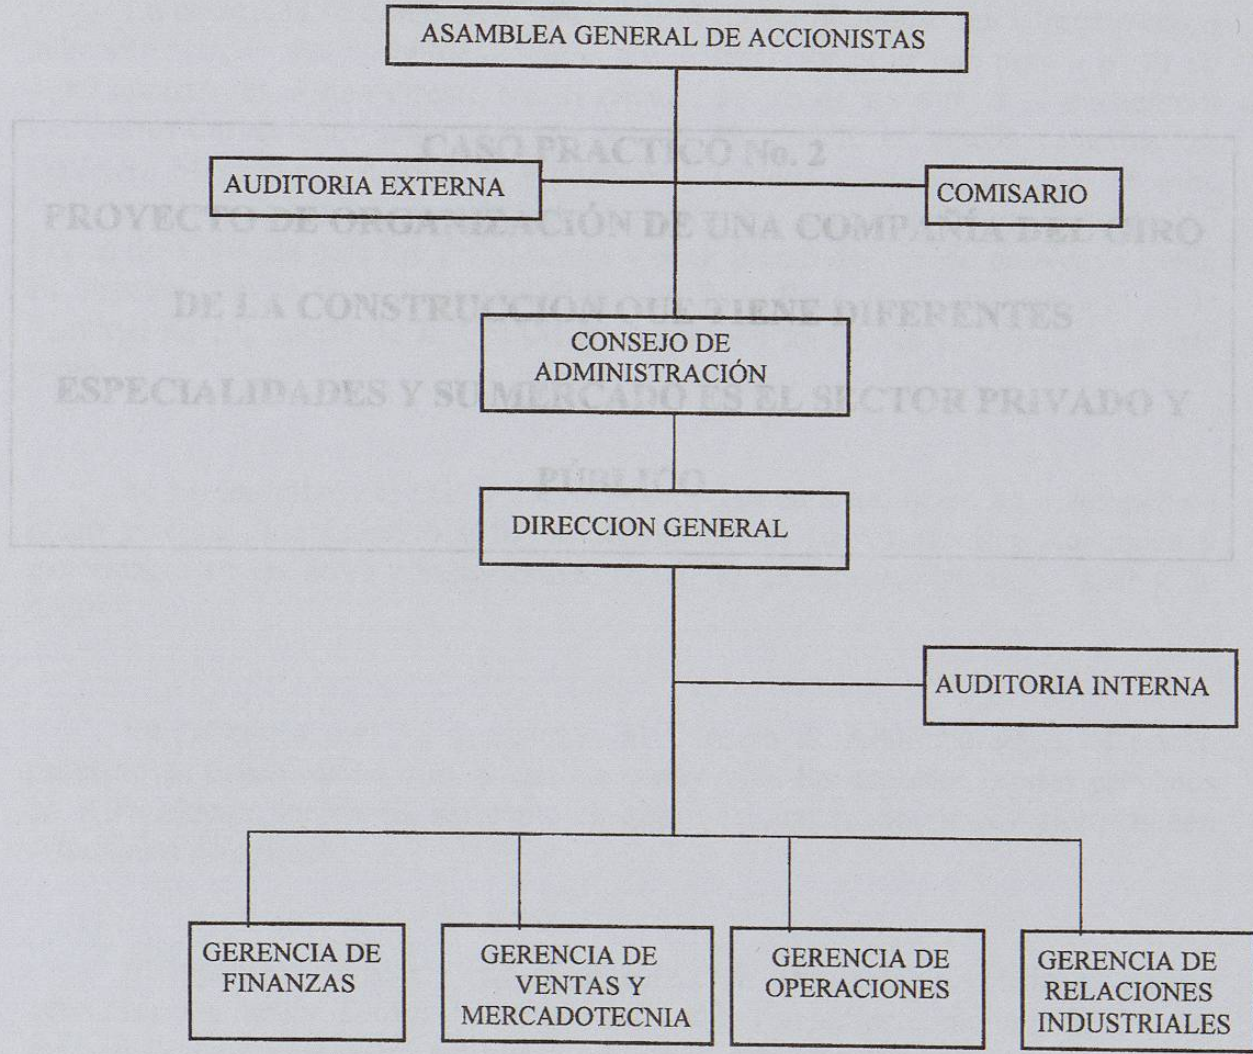 ASAMBLEA GENERAL DE ACCIONISTAS
CASO PRACTICO No. 2
AUDITORIA EXTERNA
COMISARIO
PROYECTO DE ORGANIZACIÓN DE UNA COMPAÑÍA DEL GIRO
DE LA CONSTRUCCION QUE TIENE DIFERENTES
CONSEJO DE
ADMINISTRACIÓN
ESPECIALIDADES Y SU MERCADO ES EL SECTOR PRIVADO Y
PÚBLICO
DIRECCION GENERAL
AUDITORIA INTERNA
GERENCIA DE
FINANZAS
GERENCIA DE
VENTAS Y
MERCADOTECNIA
GERENCIA DE
OPERACIONES
GERENCIA DE
RELACIONES
INDUSTRIALES